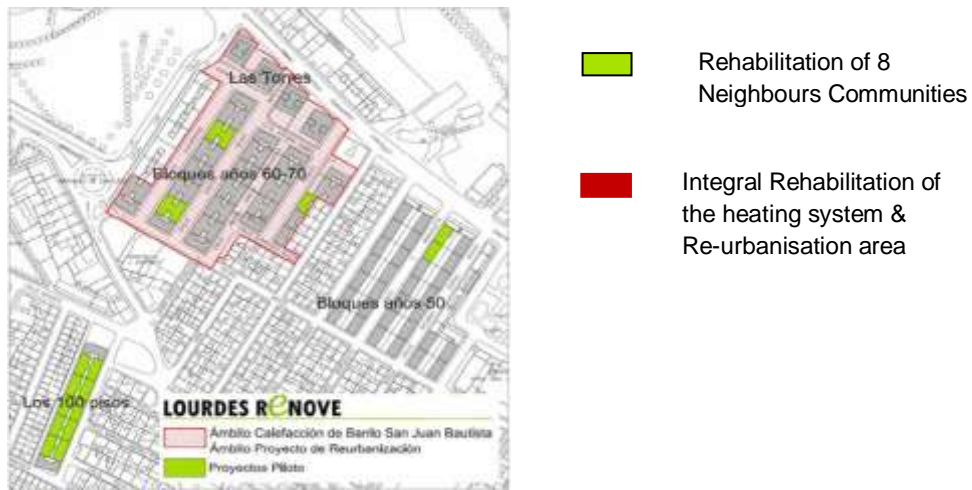 Las Torres
Bloques años 60-70
Bloques años 50
Los 100 pisos
LOURDES RENOVE
Ámbito Calefacción de Barrio San Juan Bautista
Ámbito Proyecto de Reurbanización
Proyectos Piloto
Rehabilitation of 8
Neighbours Communities
Integral Rehabilitation of
the heating system &
Re-urbanisation area